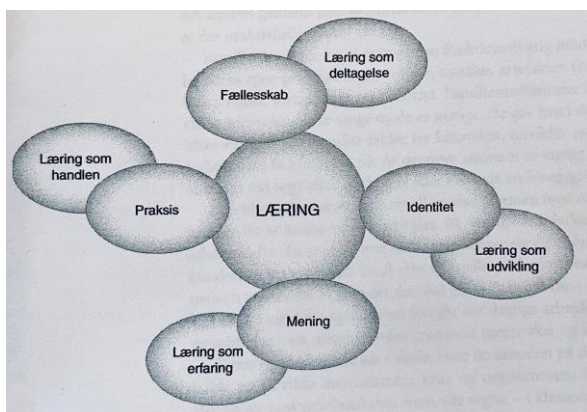 Læring som
deltagelse
Fællesskab
Læring som
handlen
Praksis
LÆRING
Identitet
Læring som
udvikling
Mening
Læring som
erfaring